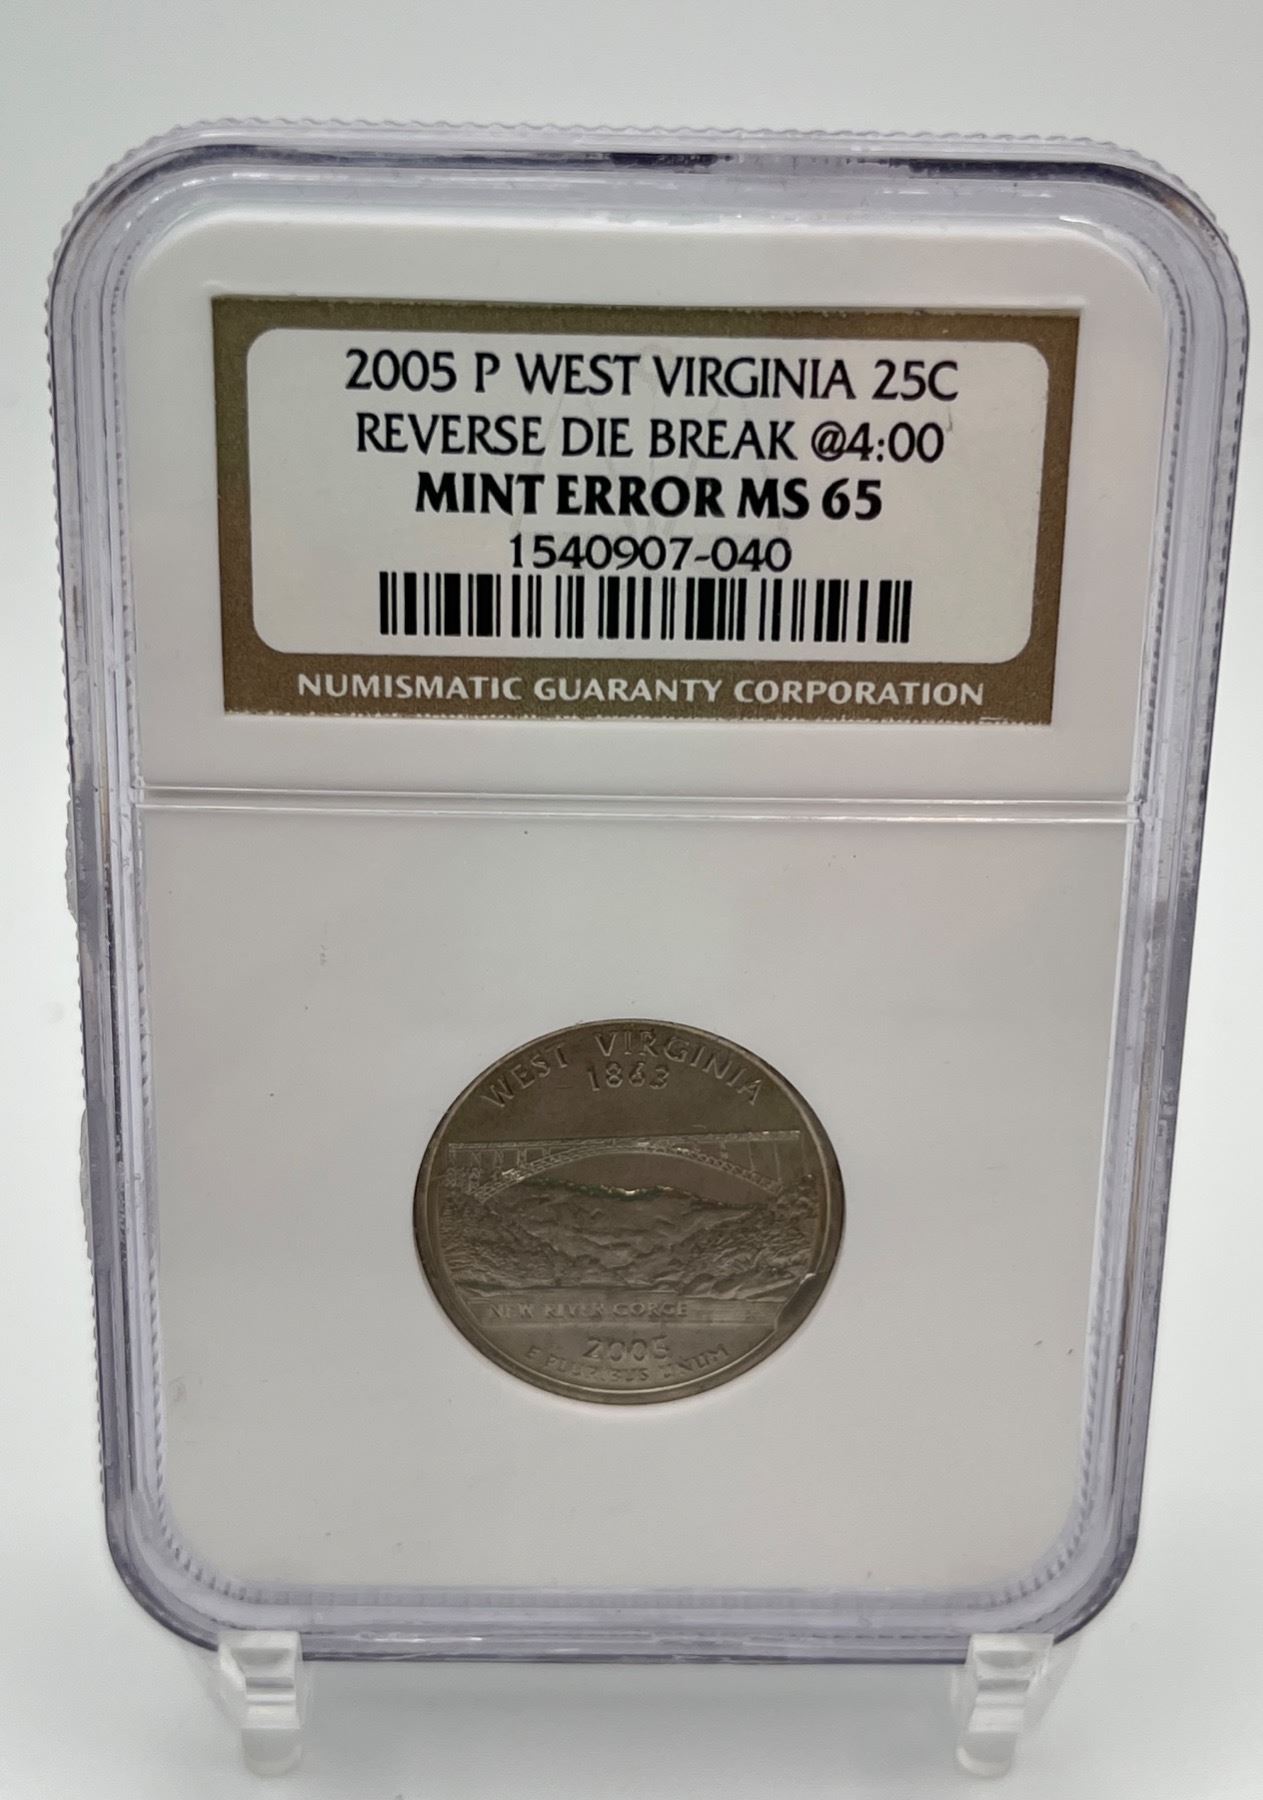 2005 P WEST VIRGINIA 25C
REVERSE DIE BREAK @4:00
MINT ERROR MS 65
1540907-040
NUMISMATIC GUARANTY CORPORATION
WEST VIRGINIA
1863
NEW RIVER GORGE
2005
E PLURIBUS UNUM